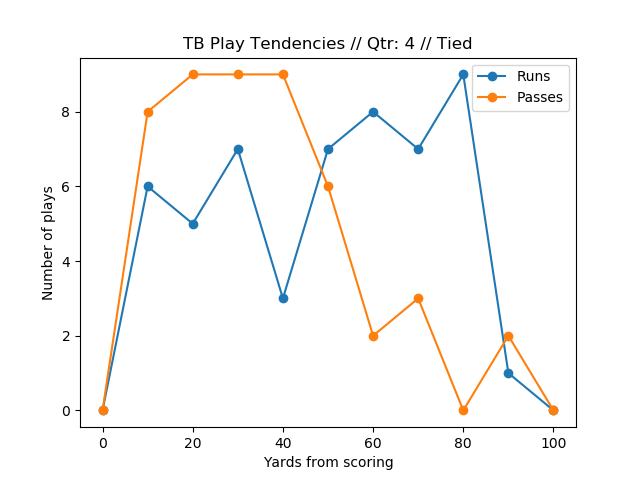 TB Play Tendencies // Qtr: 4 // Tied
Runs
Passes
Number of plays
8
6
4
2
0
0 20 40 60 80 100
Yards from scoring